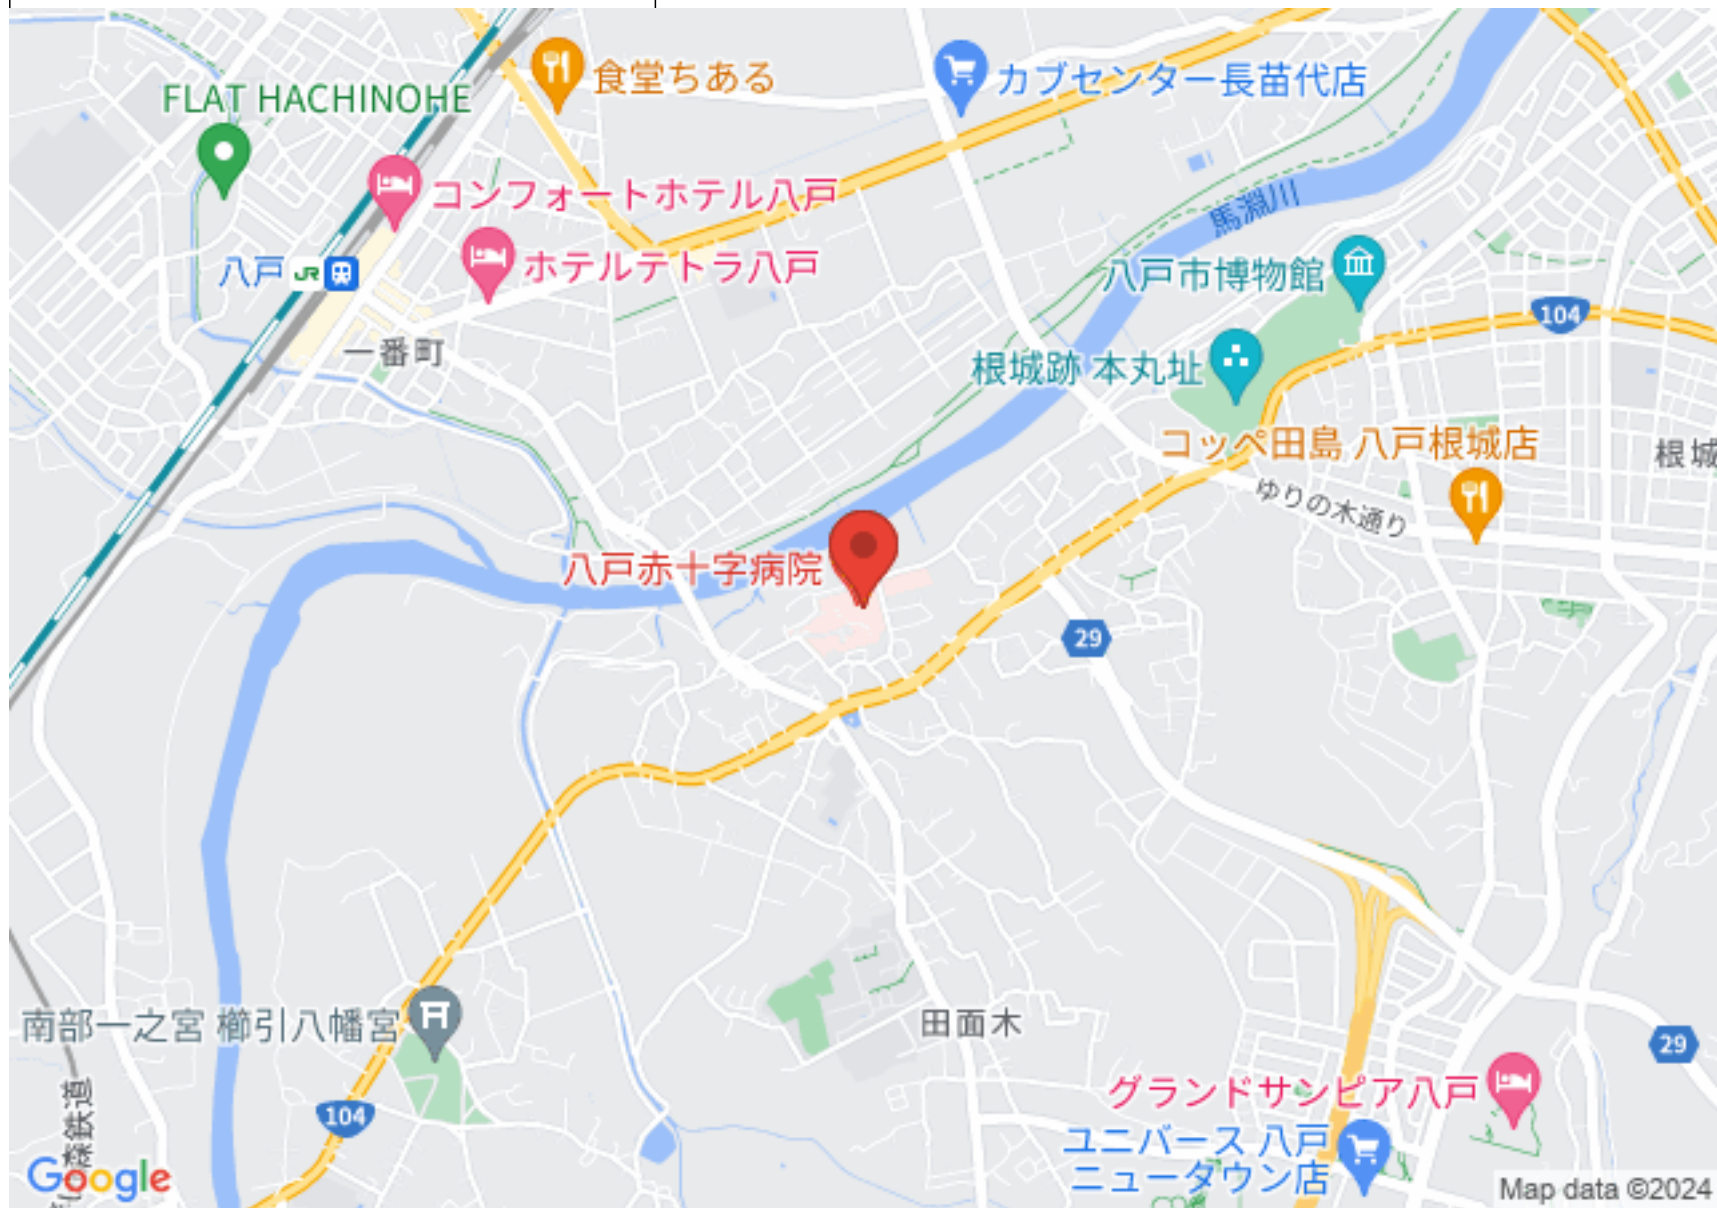 食堂ちある
カブセンター長苗代店
FLAT HACHINOHE
コンフォートホテル八戸
馬淵川
八戸 JR
ホテルテトラ八戸
八戸市博物館
104
一番町
根城跡 本丸址
コッペ田島 八戸根城店
根城
ゆりの木通り
八戸赤十字病院
29
南部一之宮 櫛引八幡宮
田面木
29
104
グランドサンピア八戸
森鉄道
ユニバース 八戸
ニュータウン店
Google
Map data ©2024